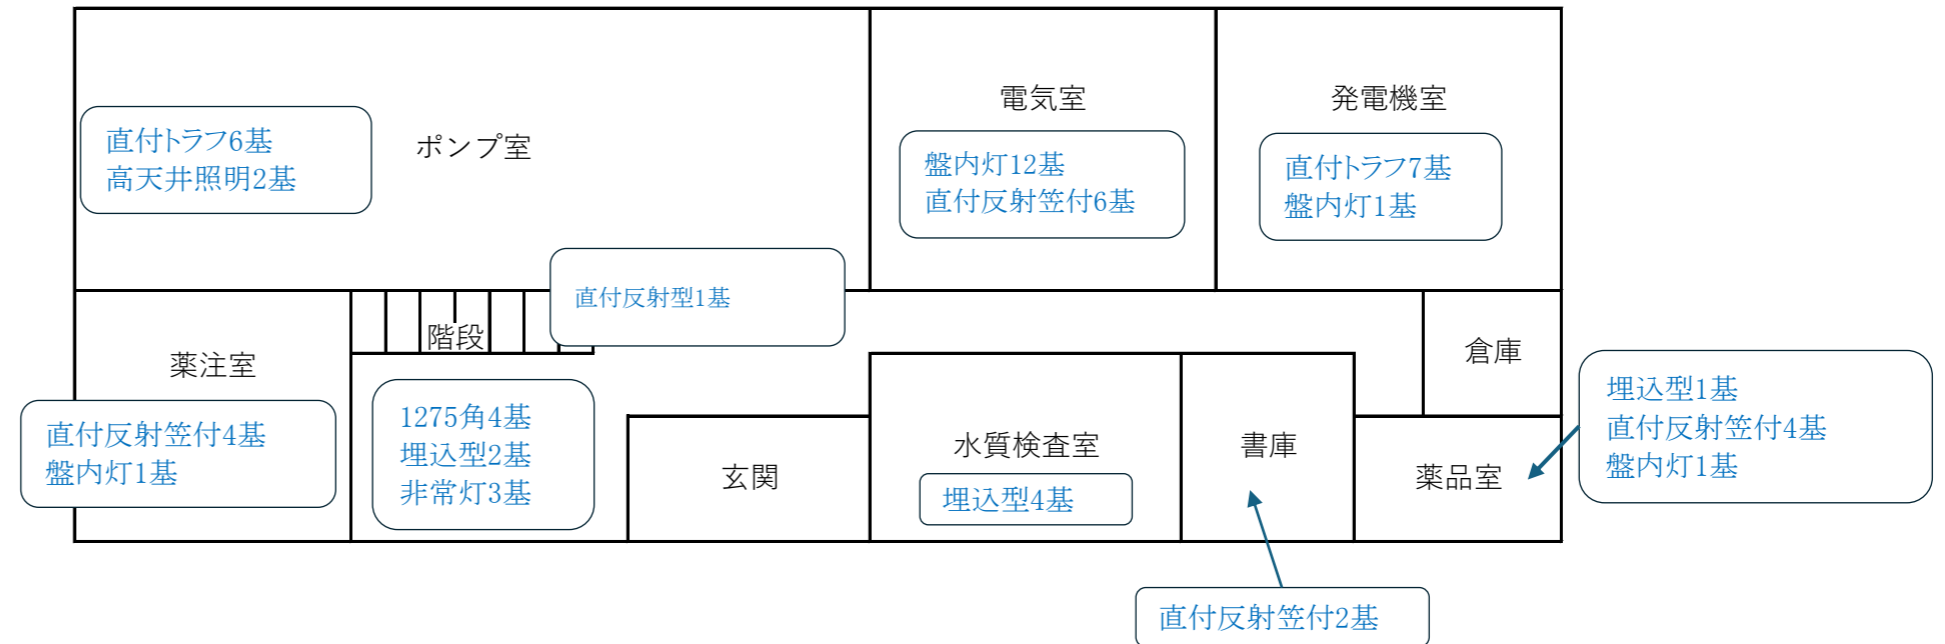 電気室
発電機室
直付トラフ6基
高天井照明2基
ポンプ室
盤内灯12基
直付反射笠付6基
直付トラフ7基
盤内灯1基
直付反射型1基
階段
薬注室
倉庫
直付反射笠付4基
盤内灯1基
1275角4基
埋込型2基
非常灯3基
玄関
水質検査室
埋込型4基
書庫
薬品室
埋込型1基
直付反射笠付4基
盤内灯1基
直付反射笠付2基